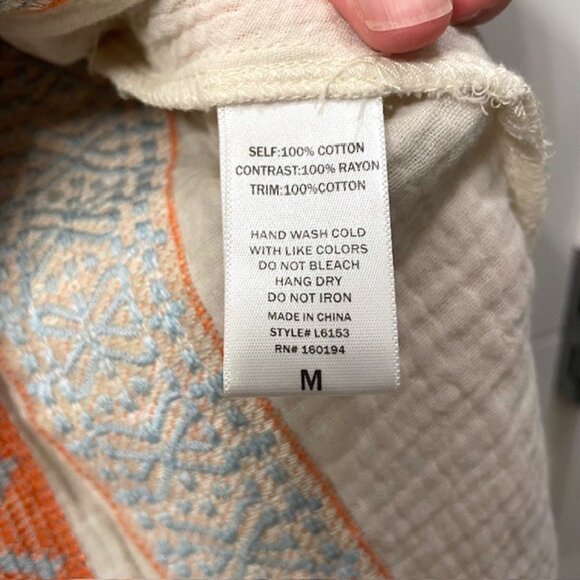 SELF:100% COTTON
CONTRAST:100% RAYON
TRIM:100%COTTON
HAND WASH COLD
WITH LIKE COLORS
DO NOT BLEACH
HANG DRY
DO NOT IRON
MADE IN CHINA
STYLE# L6153
RN# 160194
M